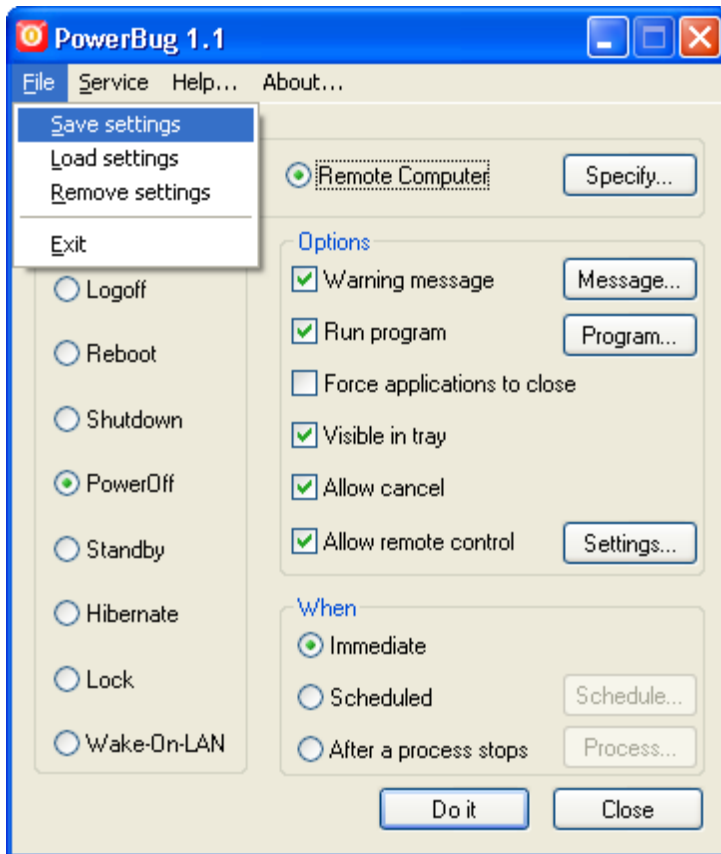 PowerBug 1.1
File Service Help... About...
Save settings
Load settings
Remove settings
Exit
Remote Computer Specify...
Logoff
Reboot
Shutdown
PowerOff
Standby
Hibernate
Lock
Wake-On-LAN
Options
Warning message Message...
Run program Program...
Force applications to close
Visible in tray
Allow cancel
Allow remote control Settings...
When
Immediate
Scheduled Schedule...
After a process stops Process...
Do it Close